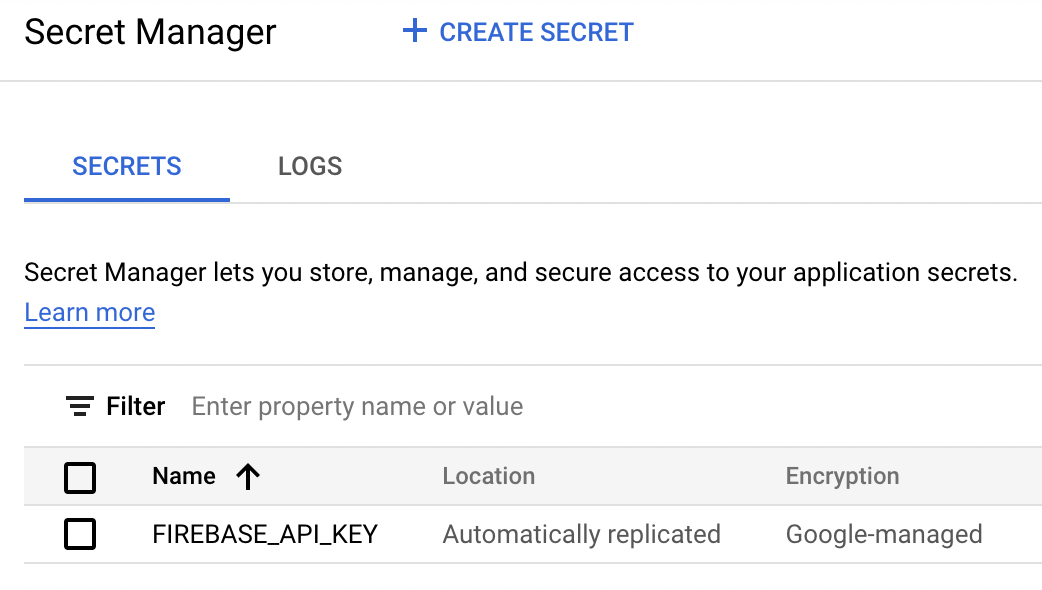 Secret Manager
CREATE SECRET
SECRETS
LOGS
Secret Manager lets you store, manage, and secure access to your application secrets.
Learn more
Filter Enter property name or value
Name Location Encryption
FIREBASE_API_KEY Automatically replicated Google-managed